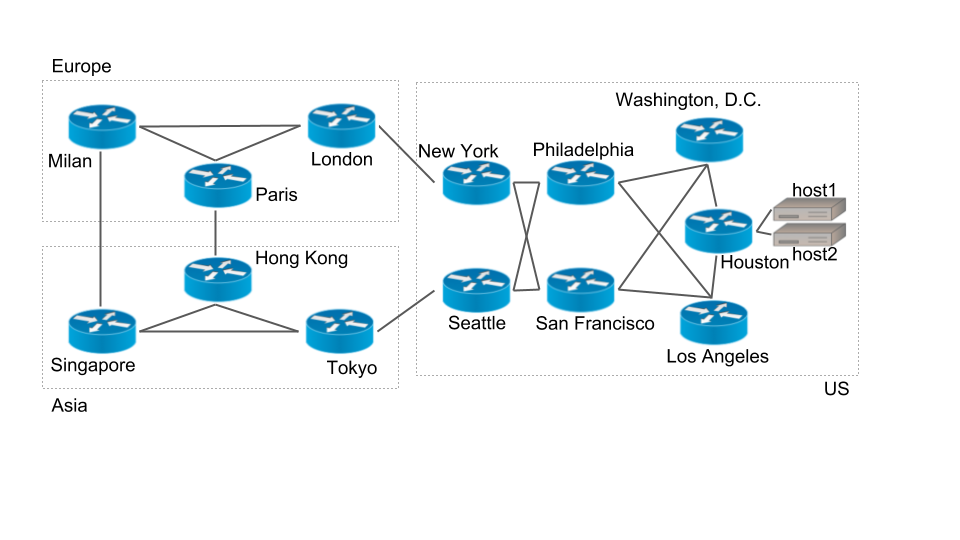 Europe
Washington, D.C.
New York
Philadelphia
Milan
London
Paris
host1
host2
Houston
Hong Kong
Seattle
San Francisco
Los Angeles
Singapore
Tokyo
US
Asia